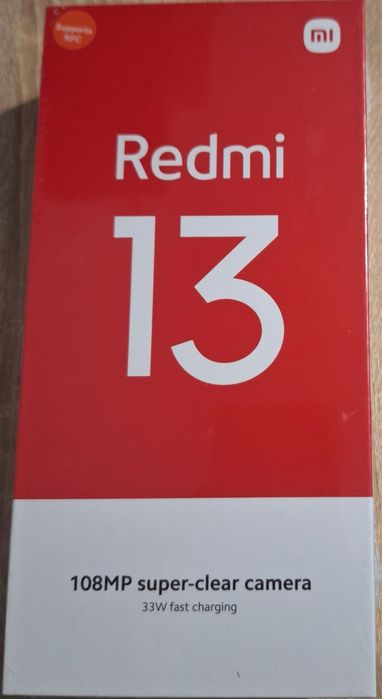 Supports
NFC
mi
Redmi
13
108MP super-clear camera
33W fast charging